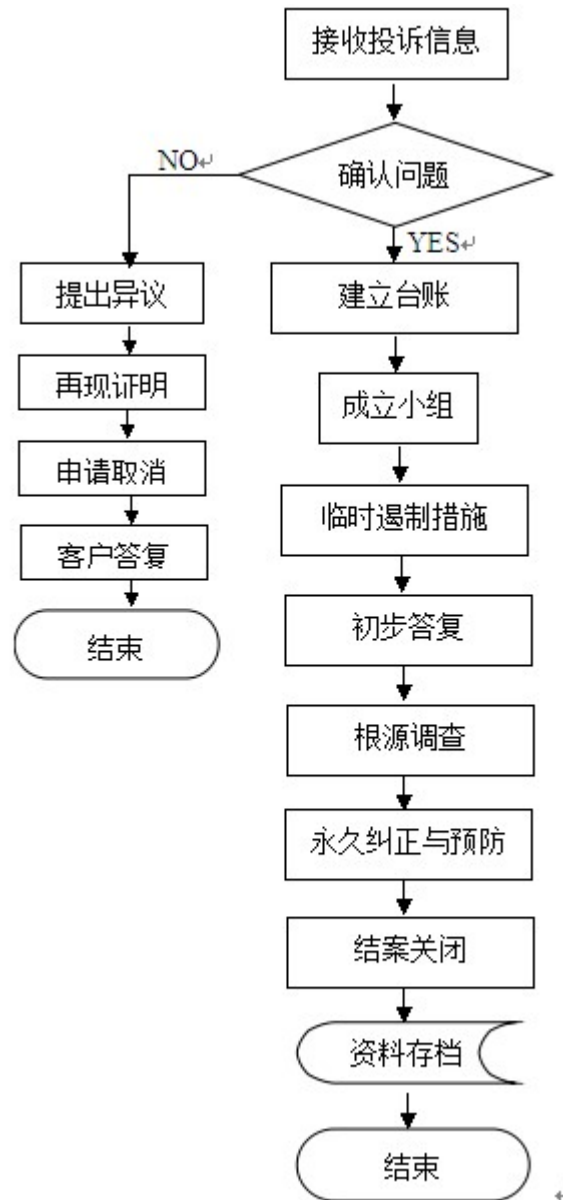 接收投诉信息
确认问题
NO
YES
提出异议
再现证明
申请取消
客户答复
结束
建立台账
成立小组
临时遏制措施
初步答复
根源调查
永久纠正与预防
结案关闭
资料存档
结束